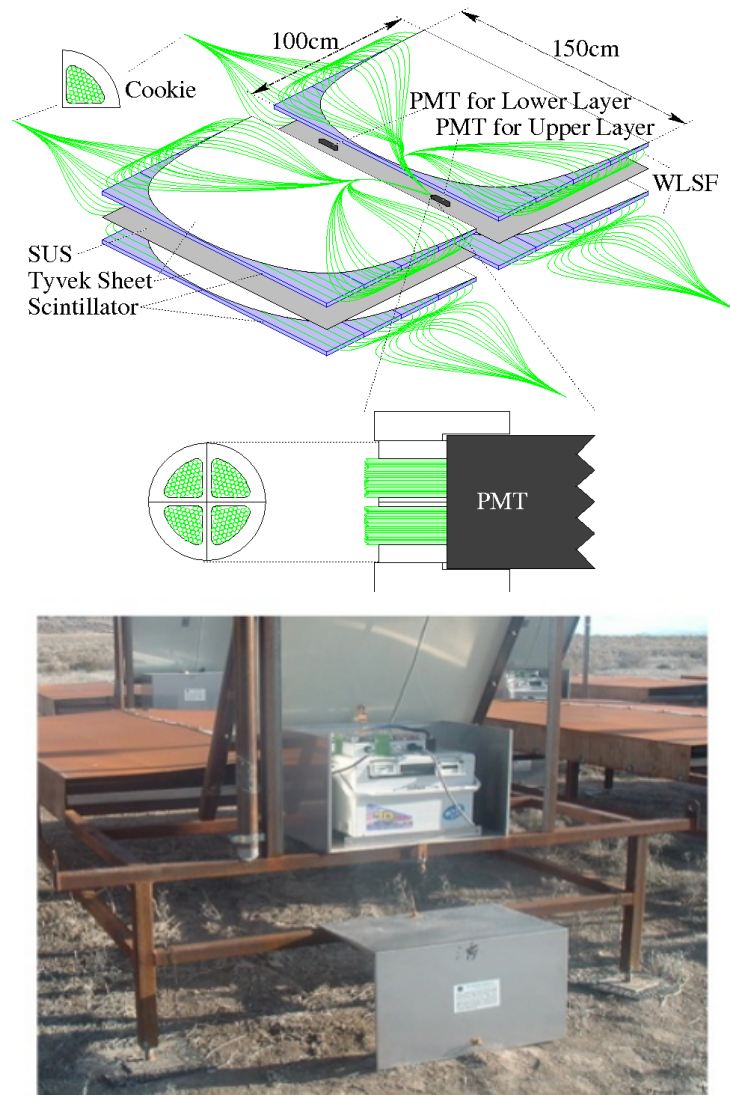 100cm
150cm
Cookie
PMT for Lower Layer
PMT for Upper Layer
WLSF
SUS
Tyvek Sheet
Scintillator
PMT